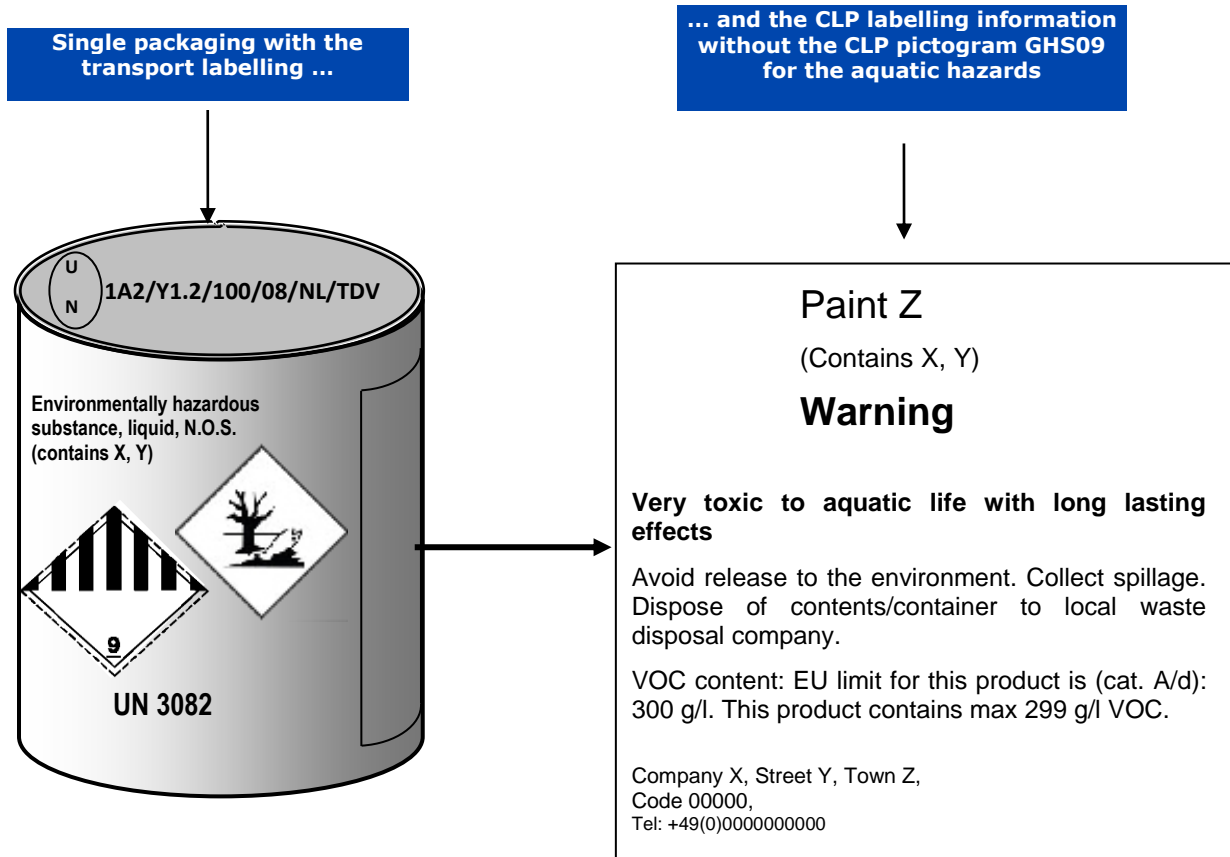 Single packaging with the
transport labelling ...
... and the CLP labelling information
without the CLP pictogram GHS09
for the aquatic hazards
U
N
1A2/Y1.2/100/08/NL/TDV
Environmentally hazardous
substance, liquid, N.O.S.
(contains X, Y)
9
UN 3082
Paint Z
(Contains X, Y)
Warning
Very toxic to aquatic life with long lasting
effects
Avoid release to the environment. Collect spillage.
Dispose of contents/container to local waste
disposal company.
VOC content: EU limit for this product is (cat. A/d):
300 g/l. This product contains max 299 g/l VOC.
Company X, Street Y, Town Z,
Code 00000,
Tel: +49(0)0000000000